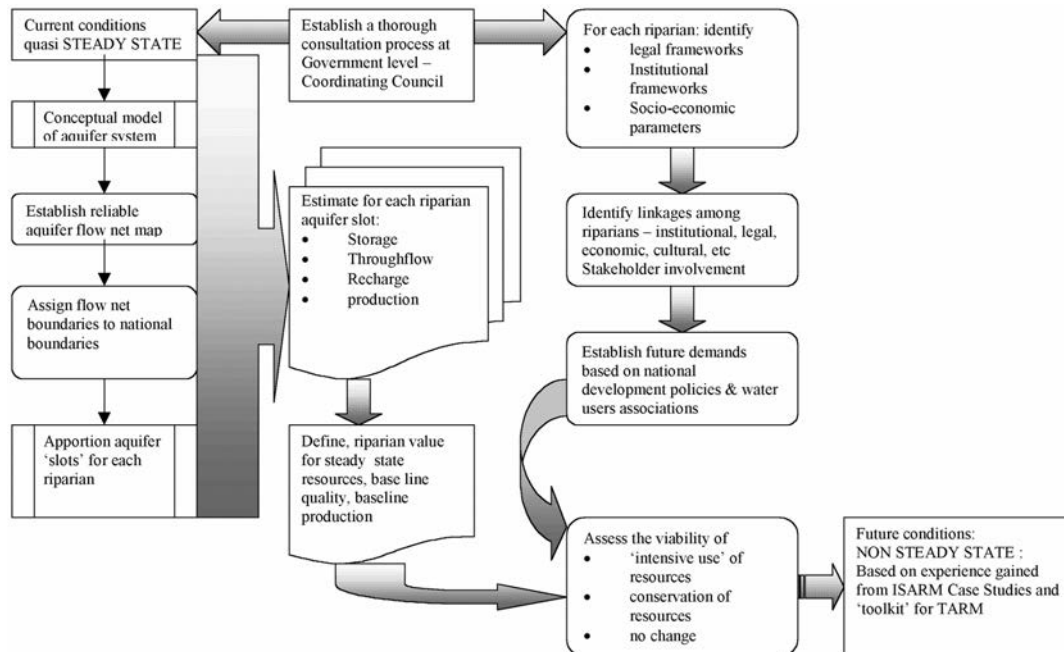 Current conditions
quasi STEADY STATE
Conceptual model
of aquifer system
Establish reliable
aquifer flow net map
Assign flow net
boundaries to national
boundaries
Apportion aquifer
'slots' for each
riparian
Establish a thorough
consultation process at
Government level –
Coordinating Council
Estimate for each riparian
aquifer slot:
• Storage
• Throughflow
• Recharge
• production
Define, riparian value
for steady state
resources, base line
quality, baseline
production
For each riparian: identify
• legal frameworks
• Institutional
frameworks
• Socio-economic
parameters
Identify linkages among
riparians – institutional, legal,
economic, cultural, etc
Stakeholder involvement
Establish future demands
based on national
development policies & water
users associations
Assess the viability of
• 'intensive use' of
resources
• conservation of
resources
• no change
Future conditions:
NON STEADY STATE :
Based on experience gained
from ISARM Case Studies and
'toolkit' for TARM